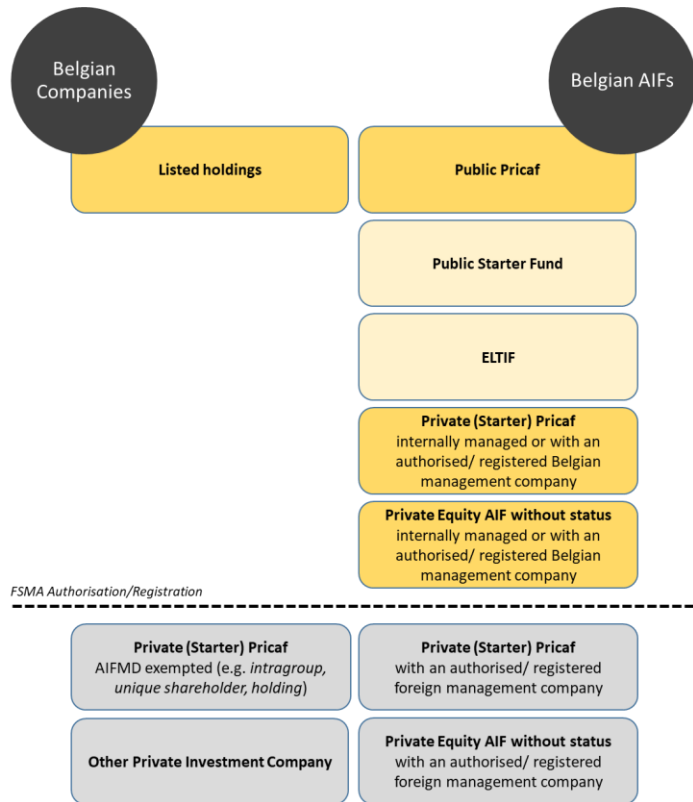 Belgian
Companies
Belgian AIFs
Listed holdings
Public Pricaf
Public Starter Fund
ELTIF
Private (Starter) Pricaf
internally managed or with an
authorised/ registered Belgian
management company
Private Equity AIF without status
internally managed or with an
authorised/ registered Belgian
management company
FSMA Authorisation/Registration
Private (Starter) Pricaf
AIFMD exempted (e.g. intragroup,
unique shareholder, holding)
Private (Starter) Pricaf
with an authorised/ registered
foreign management company
Other Private Investment Company
Private Equity AIF without status
with an authorised/ registered
foreign management company